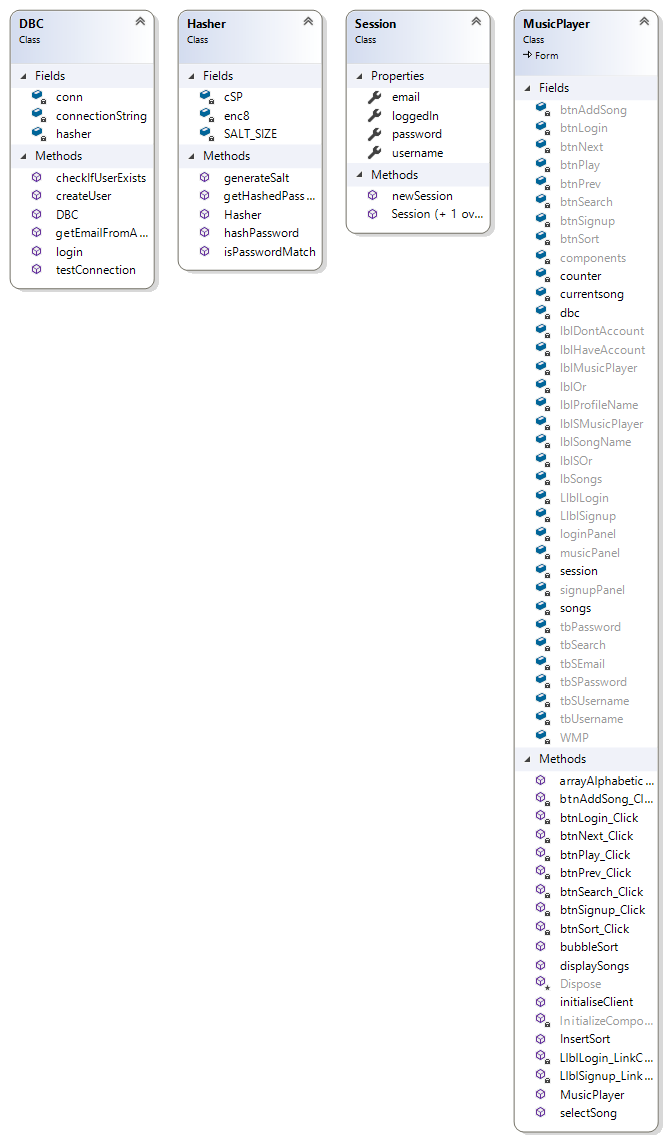 DBC
Class
Fields
conn
connectionString
hasher
Methods
checkIfUserExists
createUser
DBC
getEmailFromA...
login
testConnection
Hasher
Class
Fields
cSP
enc8
SALT_SIZE
Methods
generateSalt
getHashedPass...
Hasher
hashPassword
isPasswordMatch
Session
Class
Properties
email
loggedIn
password
username
Methods
newSession
Session (+ 1 ov...
MusicPlayer
Class
Form
Fields
btnAddSong
btnLogin
btnNext
btnPlay
btnPrev
btnSearch
btnSignup
btnSort
components
counter
currentsong
dbc
lblDontAccount
lblHaveAccount
lblMusicPlayer
lblOr
lblProfileName
lblSMusicPlayer
lblSongName
lblSOr
lbSongs
LlblLogin
LlblSignup
loginPanel
musicPanel
session
signupPanel
songs
tbPassword
tbSearch
tbSEmail
tbSPassword
tbSUsername
tbUsername
WMP
Methods
arrayAlphabetic...
btnAddSong_Cl...
btnLogin_Click
btnNext_Click
btnPlay_Click
btnPrev_Click
btnSearch_Click
btnSignup_Click
btnSort_Click
bubbleSort
displaySongs
Dispose
initialiseClient
InitializeCompo...
InsertSort
LlblLogin_LinkC...
LlblSignup_Link...
MusicPlayer
selectSong